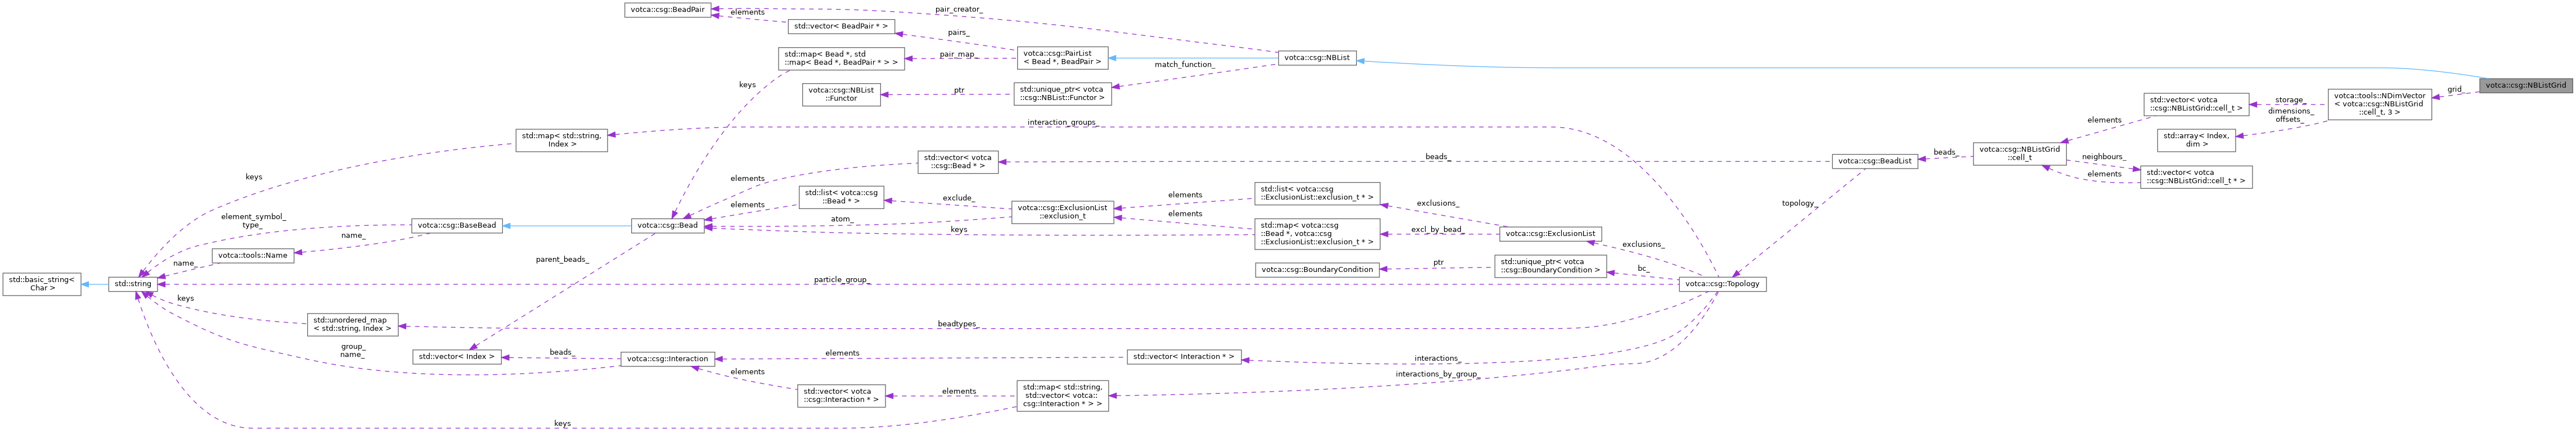 votca::csg::BeadPair
elements
std::vector< BeadPair * >
pair_creator_
pairs_
std::map< Bead *, std
::map< Bead *, BeadPair * > >
pair_map_
votca::csg::PairList
< Bead *, BeadPair >
votca::csg::NBList
match_function_
keys
votca::csg::NBList
::Functor
ptr
std::unique_ptr< votca
::csg::NBList::Functor >
votca::csg::NBListGrid
grid_
votca::tools::NDimVector
< votca::csg::NBListGrid
::cell_t, 3 >
storage_
dimensions_
offsets_
std::vector< votca
::csg::NBListGrid::cell_t >
std::array< Index,
dim >
elements
votca::csg::NBListGrid
::cell_t
neighbours_
elements
std::vector< votca
::csg::NBListGrid::cell_t * >
beads_
votca::csg::BeadList
topology_
beads_
interaction_groups_
std::map< std::string,
Index >
keys
std::vector< votca
::csg::Bead * >
elements
std::list< votca::csg
::Bead * >
elements
exclude_
atom_
keys
votca::csg::ExclusionList
::exclusion_t
elements
elements
std::list< votca::csg
::ExclusionList::exclusion_t * >
std::map< votca::csg
::Bead *, votca::csg
::ExclusionList::exclusion_t * >
exclusions_
excl_by_bead_
votca::csg::ExclusionList
exclusions_
element_symbol_
type_
votca::csg::BaseBead
votca::csg::Bead
name_
votca::tools::Name
name_
parent_beads_
votca::csg::BoundaryCondition
ptr
std::unique_ptr< votca
::csg::BoundaryCondition >
bc_
votca::csg::Topology
std::basic_string<
Char >
std::string
particle_group_
keys
std::unordered_map
< std::string, Index >
beadtypes_
group_
name_
std::vector< Index >
beads_
votca::csg::Interaction
elements
std::vector< Interaction * >
interactions_
elements
interactions_by_group_
std::vector< votca
::csg::Interaction * >
elements
std::map< std::string,
std::vector< votca::
csg::Interaction * > >
keys